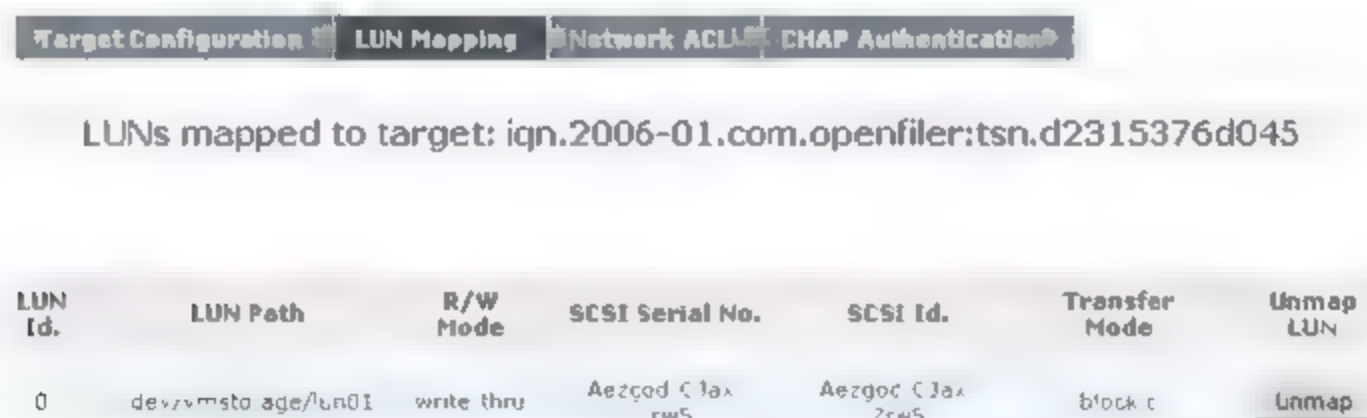 Target Configuration LUN Mapping Network ACL CHAP Authentication
LUNs mapped to target: iqn.2006-01.com.openfiler:tsn.d2315376d045
LUN Id. LUN Path R/W Mode SCSI Serial No. SCSI Id. Transfer Mode Unmap LUN
0 write thru Unmap